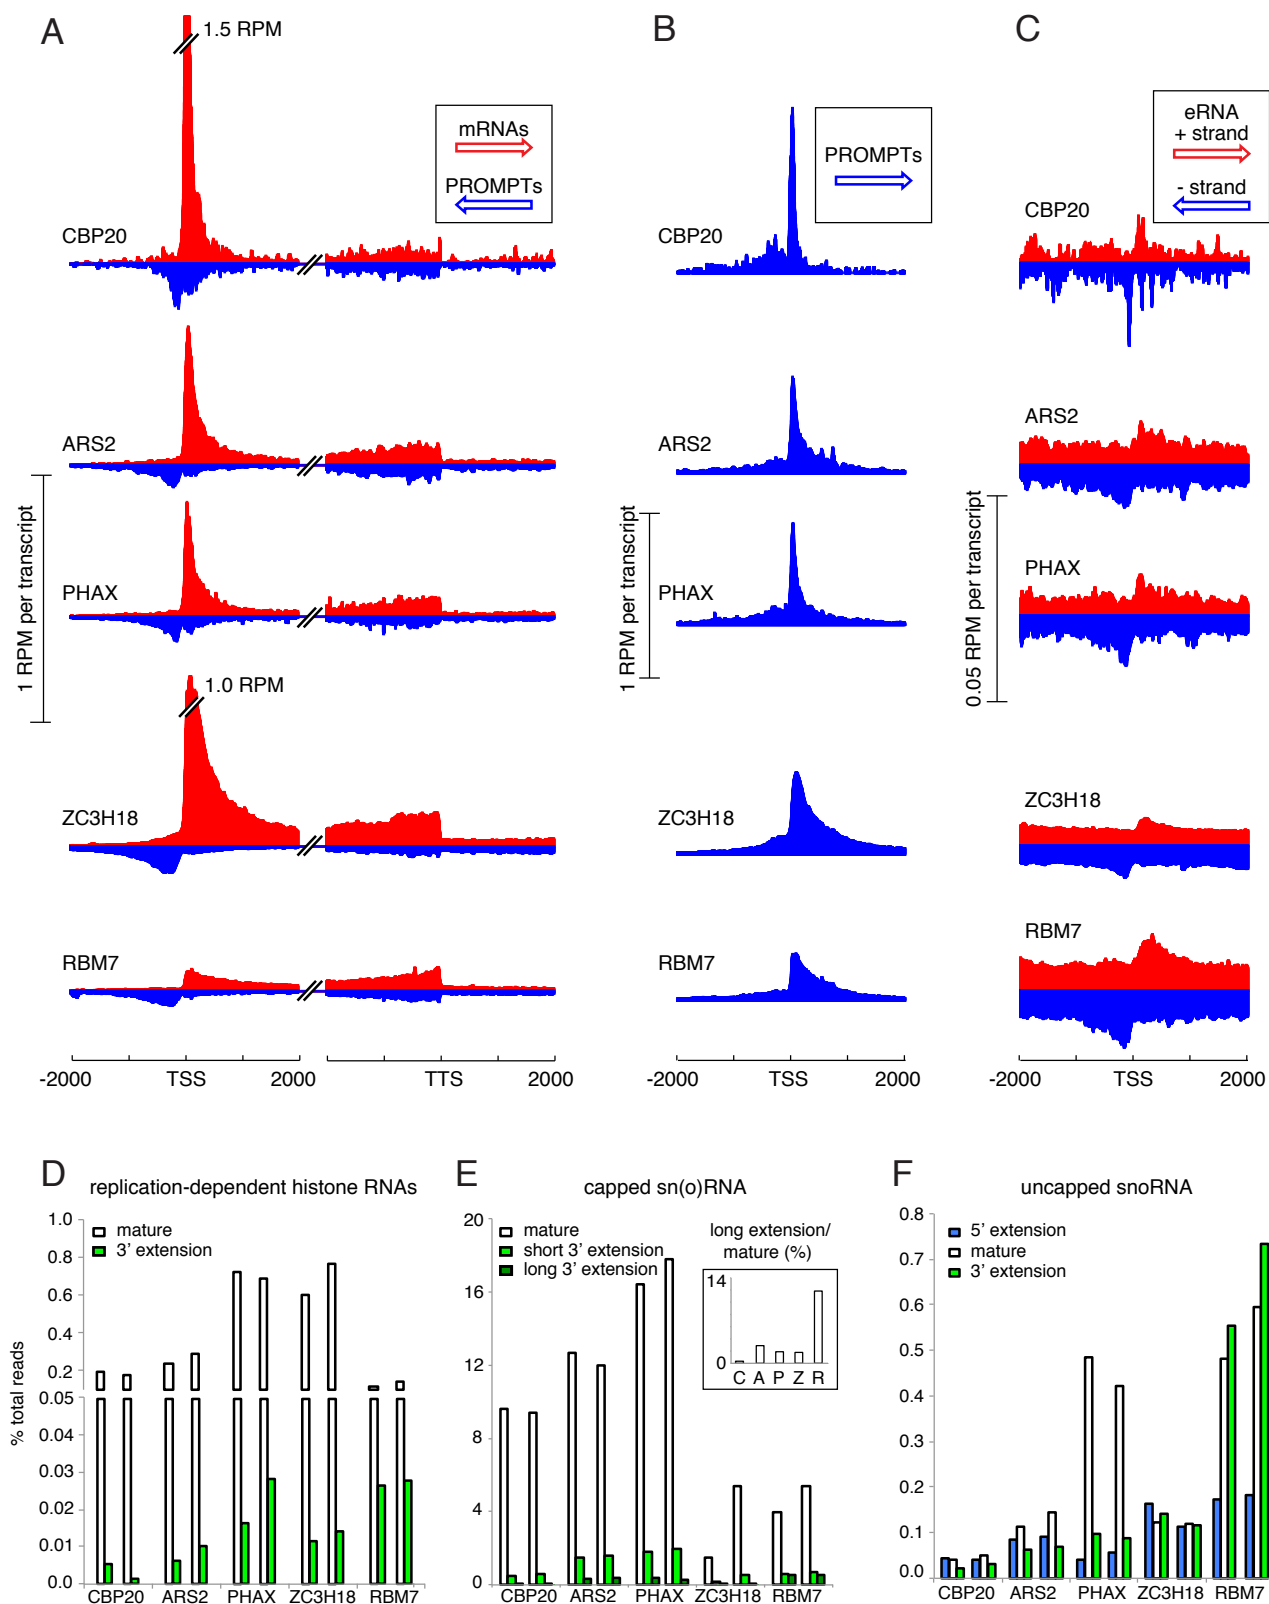 A
1.5 RPM
mRNAs
PROMPTs
CBP20
ARS2
PHAX
1 RPM per transcript
1.0 RPM
ZC3H18
RBM7
-2000
TSS
2000
TTS
2000
B
PROMPTs
CBP20
ARS2
PHAX
1 RPM per transcript
ZC3H18
RBM7
-2000
TSS
2000
C
eRNA
+ strand
- strand
CBP20
ARS2
PHAX
0.05 RPM per transcript
ZC3H18
RBM7
-2000
TSS
2000
D
replication-dependent histone RNAs
mature
3’ extension
% total reads
1.0
0.8
0.6
0.4
0.2
0.05
0.04
0.03
0.02
0.01
0.0
CBP20 ARS2 PHAX ZC3H18 RBM7
E
capped sn(o)RNA
mature
short 3’ extension
long 3’ extension
long extension/
mature (%)
14
0
C A P Z R
20
16
12
8
4
0
CBP20 ARS2 PHAX ZC3H18 RBM7
F
uncapped snoRNA
5’ extension
mature
3’ extension
0.8
0.7
0.6
0.5
0.4
0.3
0.2
0.1
0.0
CBP20 ARS2 PHAX ZC3H18 RBM7